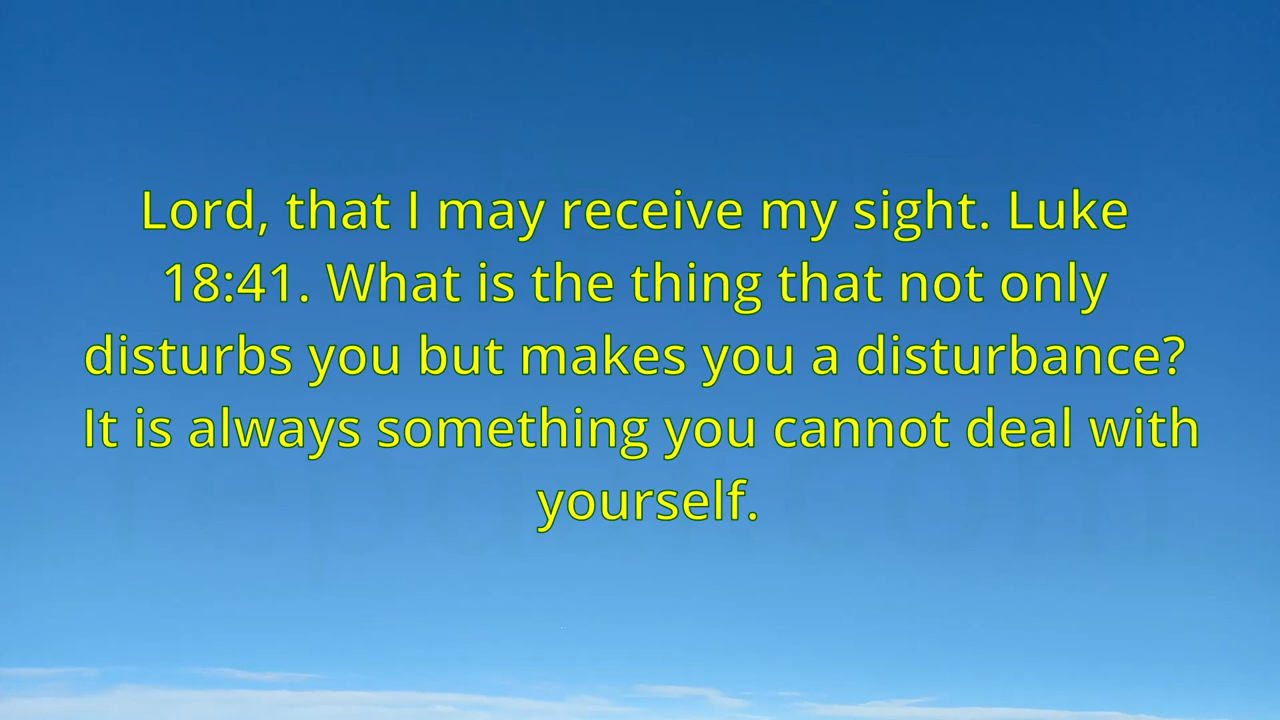 Lord, that I may receive my sight. Luke
18:41. What is the thing that not only
disturbs you but makes you a disturbance?
It is always something you cannot deal with
yourself.